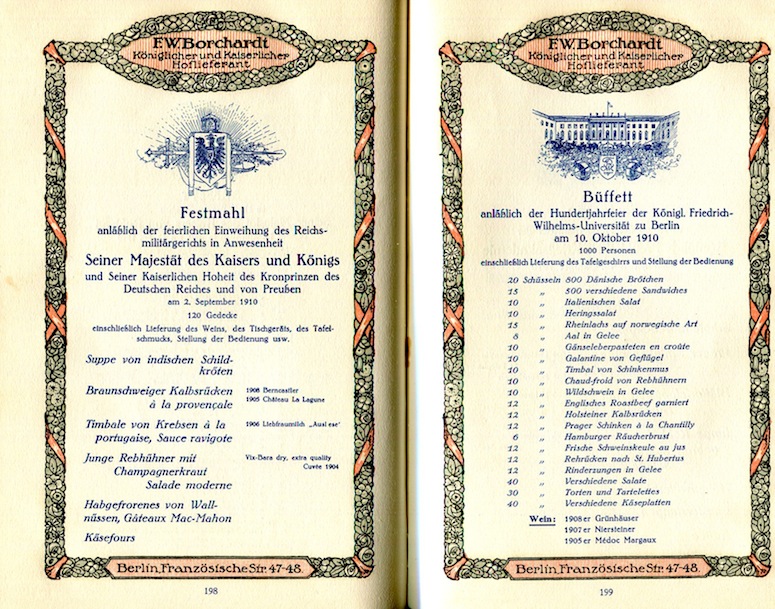 F.W. Borchardt
Königlicher und Kaiserlicher
Hoflieferant
Festmahl
anläßlich der feierlichen Einweihung des Reichs-
militärgerichts in Anwesenheit
Seiner Majestät des Kaisers und Königs
und Seiner Kaiserlichen Hoheit des Kronprinzen des
Deutschen Reiches und von Preußen
am 2. September 1910
120 Gedecke
einschließlich Lieferung des Weins, des Tischgeräts, des Tafel-
schmucks, Stellung der Bedienung usw.
Suppe von indischen Schild-
kröten
Braunschweiger Kalbsrücken
à la provençale
1908 Berncastler
1905 Château La Lagune
Timbale von Krebsen à la
portugaise, Sauce ravigote
1906 Liebfraumilch „Ausl ese‘
Junge Rebhühner mit
Champagnerkraut
Salade moderne
Vix-Bara dry, extra quality
Cuvée 1904
Halbgefrorenes von Wall-
nüssen, Gâteaux Mac-Mahon
Käsefours
Berlin, Französische Str. 47-48.
198
F.W. Borchardt
Königlicher und Kaiserlicher
Hoflieferant
Büffett
anläßlich der Hundertjahrfeier der Königl. Friedrich-
Wilhelms-Universität zu Berlin
am 10. Oktober 1910
1000 Personen
einschließlich Lieferung des Tafelgeschirrs und Stellung der Bedienung
20 Schüsseln 800 Dänische Brötchen
15 „ 500 verschiedene Sandwiches
10 „ Italienischen Salat
10 „ Heringssalat
15 „ Rheinlachs auf norwegische Art
8 „ Aal in Gelee
10 „ Gänseleberpasteten en croûte
10 „ Galantine von Geflügel
10 „ Timbal von Schinkenmus
10 „ Chaud-froid von Rebhühnern
10 „ Wildschwein in Gelee
12 „ Englisches Roastbeef garniert
12 „ Holsteiner Kalbsrücken
12 „ Prager Schinken à la Chantilly
6 „ Hamburger Räucherbrust
12 „ Frische Schweinskeule au jus
12 „ Rehrücken nach St. Hubertus
12 „ Rinderzungen in Gelee
40 „ Verschiedene Salate
30 „ Torten und Tartelettes
40 „ Verschiedene Käseplatten
Wein: 1908 er Grünhäuser
1907 er Niersteiner
1905 er Médoc Margaux
Berlin, Französische Str. 47-48.
199